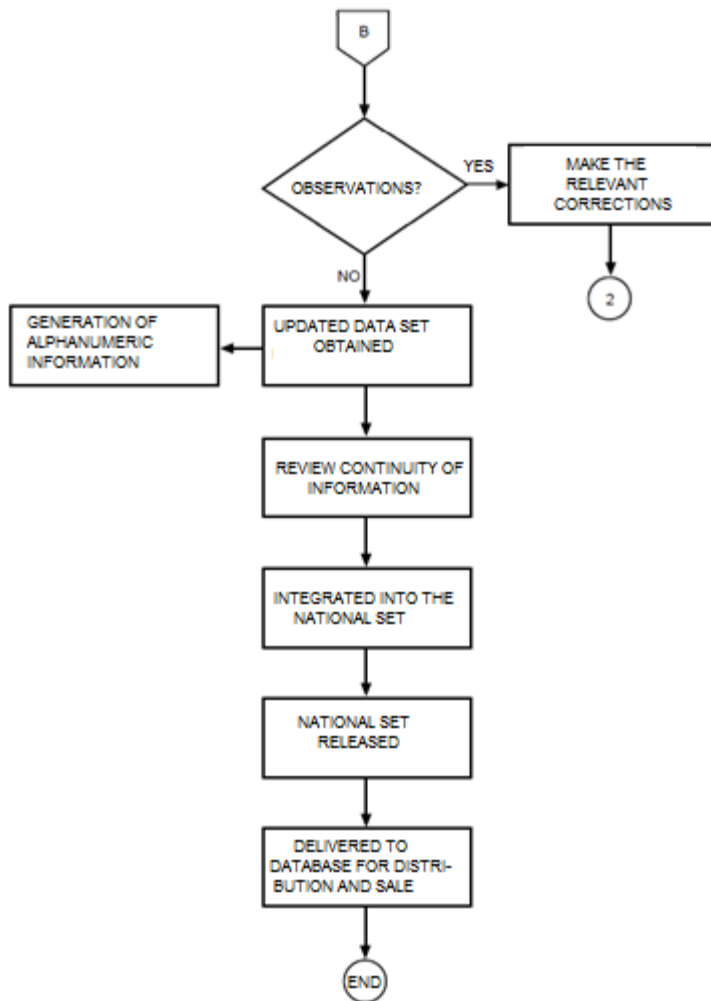 B
OBSERVATIONS?
YES
MAKE THE
RELEVANT
CORRECTIONS
2
NO
UPDATED DATA SET
OBTAINED
GENERATION OF
ALPHANUMERIC
INFORMATION
REVIEW CONTINUITY OF
INFORMATION
INTEGRATED INTO THE
NATIONAL SET
NATIONAL SET
RELEASED
DELIVERED TO
DATABASE FOR DISTRI-
BUTION AND SALE
END